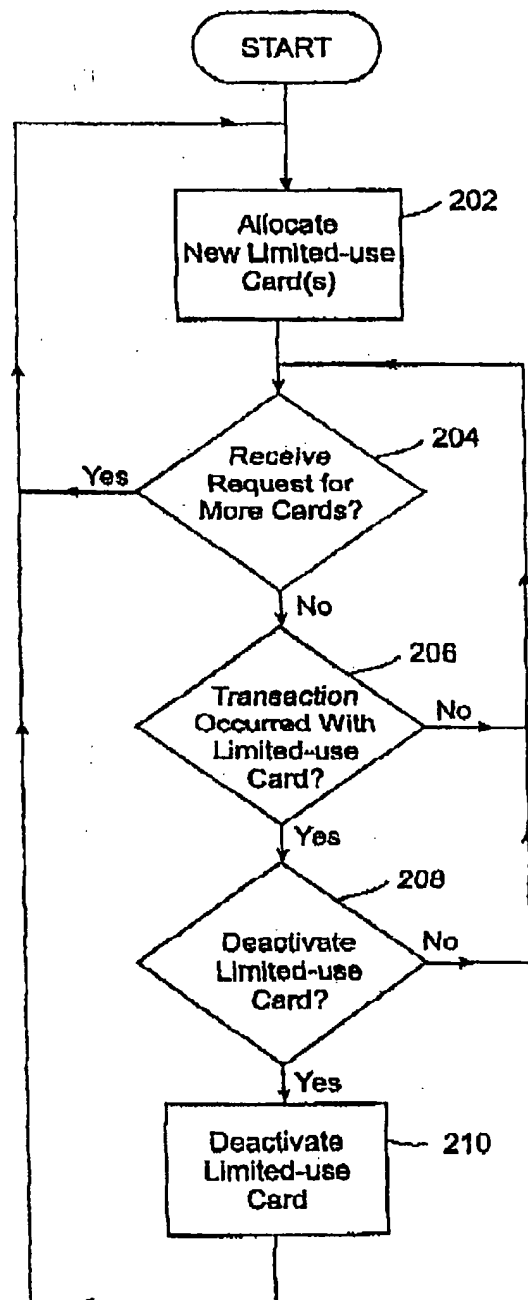 START
202
Allocate
New Limited-use
Card(s)
204
Yes
Receive
Request for
More Cards?
No
206
Transaction
Occurred With
Limited-use
Card?
No
Yes
208
Deactivate
Limited-use
Card?
No
Yes
Deactivate
Limited-use
Card
210